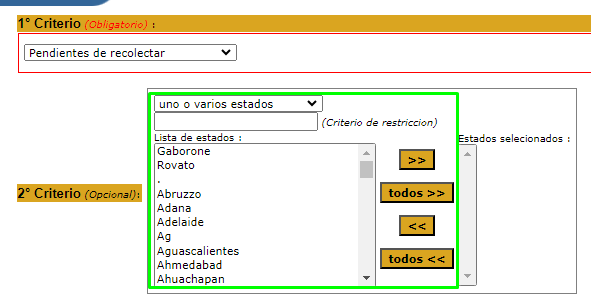 1° Criterio (Obligatorio) :
Pendientes de recolectar
uno o varios estados
(Criterio de restriccion)
Lista de estados :
Estados selecionados :
Gaborone
Rovato
.
Abruzzo
Adana
Adelaide
Ag
Aguascalientes
Ahmedabad
Ahuachapan
>>
todos >>
<<
todos <<
2° Criterio (Opcional):